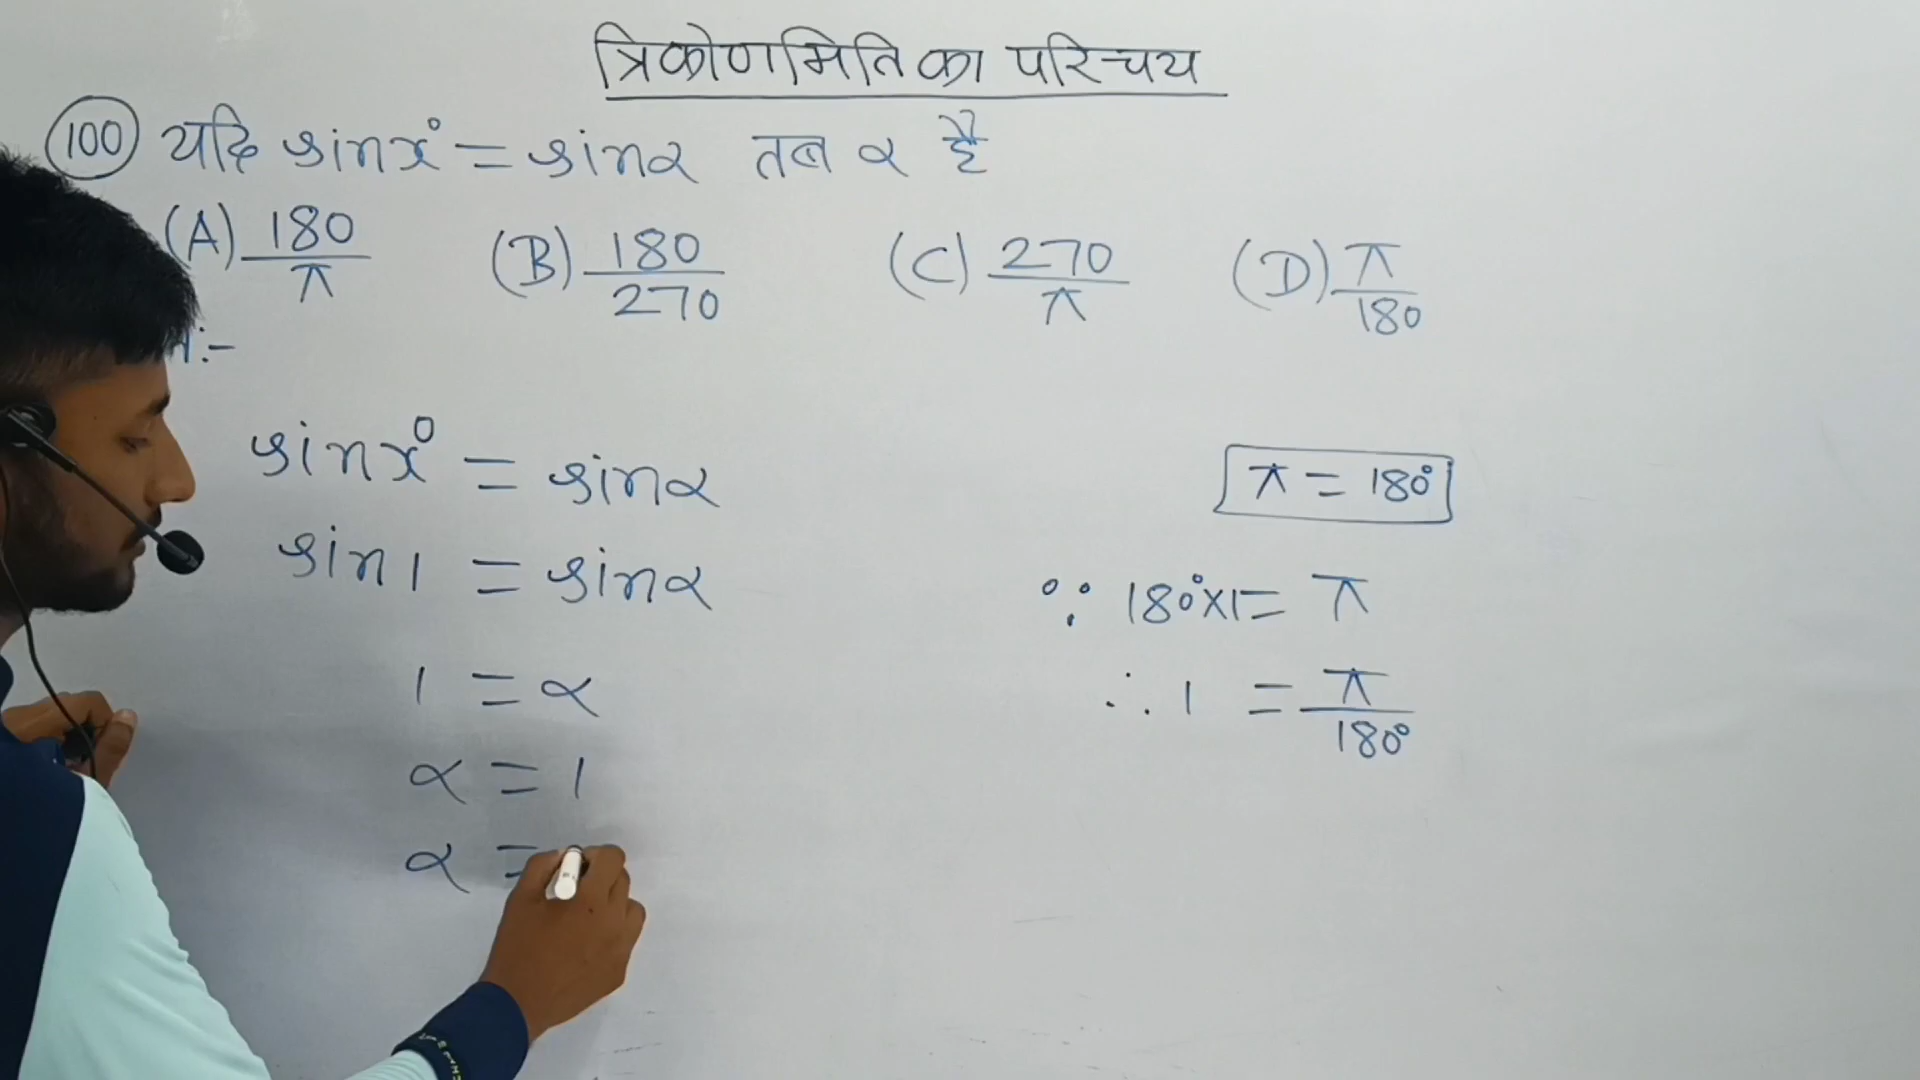 त्रिकोणमिति का परिचय
100 यदि sinx° = sinα तब α है
(A) 180/π (B) 180/270 (C) 270/π (D) π/180
:-
sinx° = sinα
π = 180°
sin1 = sinα
∵ 180°×1 = π
1 = α
∴ 1 = π/180°
α = 1
α =